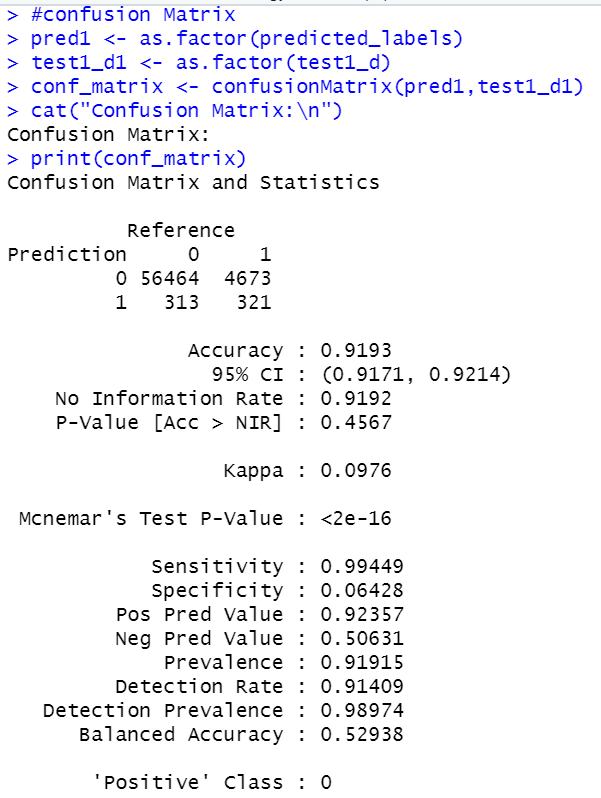 > #confusion Matrix
> pred1 <- as.factor(predicted_labels)
> test1_d1 <- as.factor(test1_d)
> conf_matrix <- confusionMatrix(pred1,test1_d1)
> cat("Confusion Matrix:\n")
Confusion Matrix:
> print(conf_matrix)
Confusion Matrix and Statistics

          Reference
Prediction     0     1
         0 56464  4673
         1   313   321

               Accuracy : 0.9193
                 95% CI : (0.9171, 0.9214)
    No Information Rate : 0.9192
    P-Value [Acc > NIR] : 0.4567

                  Kappa : 0.0976

 Mcnemar's Test P-Value : <2e-16

            Sensitivity : 0.99449
            Specificity : 0.06428
         Pos Pred Value : 0.92357
         Neg Pred Value : 0.50631
             Prevalence : 0.91915
         Detection Rate : 0.91409
   Detection Prevalence : 0.98974
      Balanced Accuracy : 0.52938

       'Positive' Class : 0